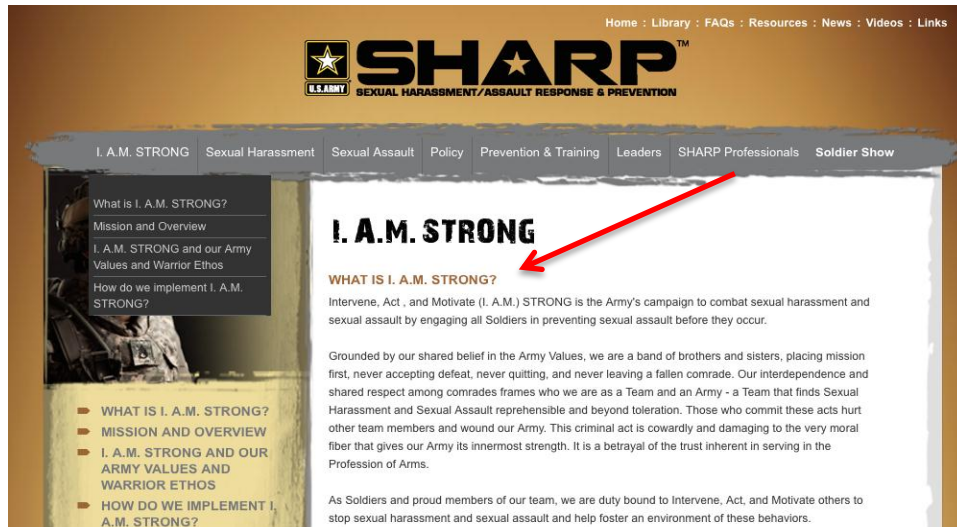 Home : Library : FAQs : Resources : News : Videos : Links
U.S.ARMY
SHARP™
SEXUAL HARASSMENT/ASSAULT RESPONSE & PREVENTION
I. A.M. STRONG Sexual Harassment Sexual Assault Policy Prevention & Training Leaders SHARP Professionals Soldier Show
What is I. A.M. STRONG?
Mission and Overview
I. A.M. STRONG and our Army
Values and Warrior Ethos
How do we implement I. A.M.
STRONG?
WHAT IS I. A.M. STRONG?
MISSION AND OVERVIEW
I. A.M. STRONG AND OUR
ARMY VALUES AND
WARRIOR ETHOS
HOW DO WE IMPLEMENT I.
A.M. STRONG?
I. A.M. STRONG
WHAT IS I. A.M. STRONG?
Intervene, Act , and Motivate (I. A.M.) STRONG is the Army's campaign to combat sexual harassment and
sexual assault by engaging all Soldiers in preventing sexual assault before they occur.
Grounded by our shared belief in the Army Values, we are a band of brothers and sisters, placing mission
first, never accepting defeat, never quitting, and never leaving a fallen comrade. Our interdependence and
shared respect among comrades frames who we are as a Team and an Army - a Team that finds Sexual
Harassment and Sexual Assault reprehensible and beyond toleration. Those who commit these acts hurt
other team members and wound our Army. This criminal act is cowardly and damaging to the very moral
fiber that gives our Army its innermost strength. It is a betrayal of the trust inherent in serving in the
Profession of Arms.
As Soldiers and proud members of our team, we are duty bound to Intervene, Act, and Motivate others to
stop sexual harassment and sexual assault and help foster an environment of these behaviors.